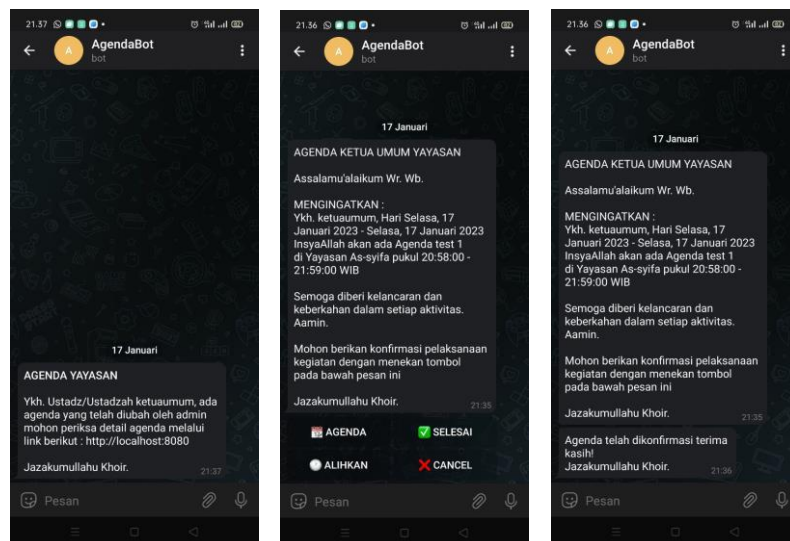 21.37
AgendaBot
bot
17 Januari
AGENDA YAYASAN
Ykh. Ustadz/Ustadzah ketuaumum, ada
agenda yang telah diubah oleh admin
mohon periksa detail agenda melalui
link berikut : http://localhost:8080
Jazakumullahu Khoir.
21:37
Pesan
21.36
AgendaBot
bot
17 Januari
AGENDA KETUA UMUM YAYASAN
Assalamu'alaikum Wr. Wb.
MENGINGATKAN :
Ykh. ketuaumum, Hari Selasa, 17
Januari 2023 - Selasa, 17 Januari 2023
InsyaAllah akan ada Agenda test 1
di Yayasan As-syifa pukul 20:58:00 -
21:59:00 WIB
Semoga diberi kelancaran dan
keberkahan dalam setiap aktivitas.
Aamin.
Mohon berikan konfirmasi pelaksanaan
kegiatan dengan menekan tombol
pada bawah pesan ini
Jazakumullahu Khoir.
21:35
AGENDA
SELESAI
ALIHKAN
CANCEL
Pesan
21.36
AgendaBot
bot
17 Januari
AGENDA KETUA UMUM YAYASAN
Assalamu'alaikum Wr. Wb.
MENGINGATKAN :
Ykh. ketuaumum, Hari Selasa, 17
Januari 2023 - Selasa, 17 Januari 2023
InsyaAllah akan ada Agenda test 1
di Yayasan As-syifa pukul 20:58:00 -
21:59:00 WIB
Semoga diberi kelancaran dan
keberkahan dalam setiap aktivitas.
Aamin.
Mohon berikan konfirmasi pelaksanaan
kegiatan dengan menekan tombol
pada bawah pesan ini
Jazakumullahu Khoir.
21:35
Agenda telah dikonfirmasi terima
kasih!
Jazakumullahu Khoir.
21:36
Pesan